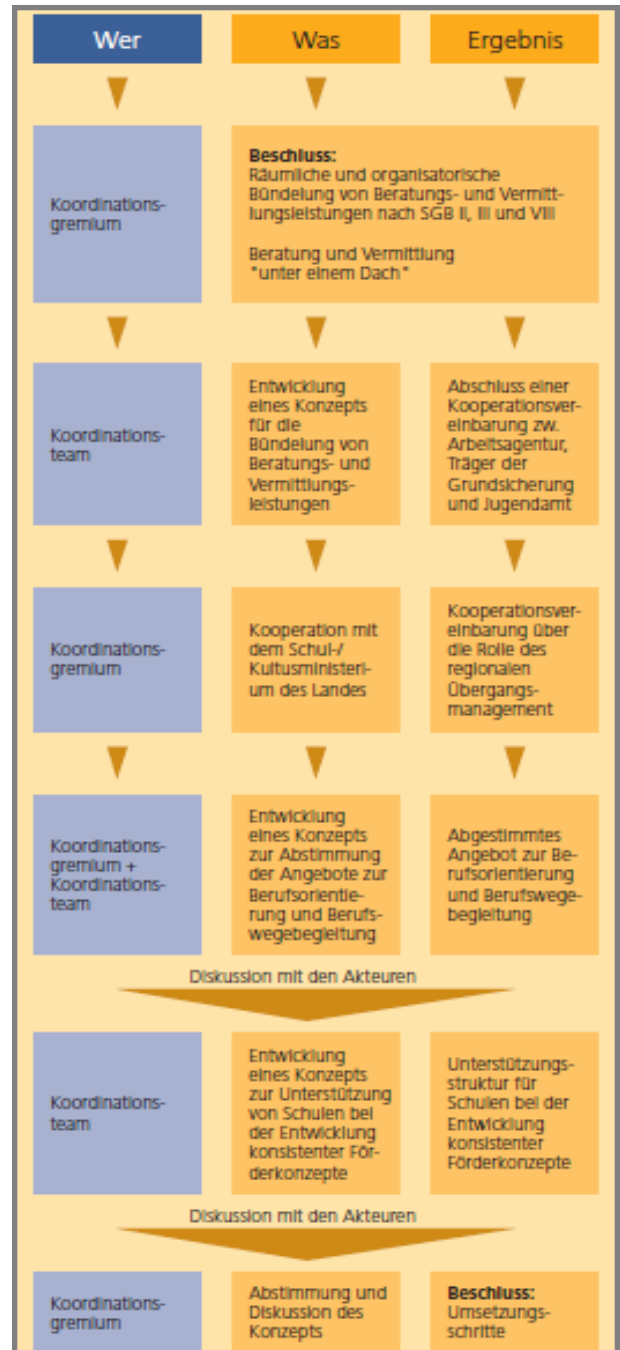 Wer
Was
Ergebnis
Koordinations-
gremium
Beschluss:
Räumliche und organisatorische
Bündelung von Beratungs- und Vermitt-
lungsleistungen nach SGB II, III und VIII
Beratung und Vermittlung
"unter einem Dach"
Koordinations-
team
Entwicklung
eines Konzepts
für die
Bündelung von
Beratungs- und
Vermittlungs-
leistungen
Abschluss einer
Kooperationsver-
einbarung zw.
Arbeitsagentur,
Träger der
Grundsicherung
und Jugendamt
Koordinations-
gremium
Kooperation mit
dem Schul-/
Kultusministeri-
um des Landes
Kooperationsver-
einbarung über
die Rolle des
regionalen
Übergangs-
management
Koordinations-
gremium +
Koordinations-
team
Entwicklung
eines Konzepts
zur Abstimmung
der Angebote zur
Berufsorientie-
rung und Berufs-
wegebegleitung
Abgestimmtes
Angebot zur Be-
rufsorientierung
und Berufswege-
begleitung
Diskussion mit den Akteuren
Koordinations-
team
Entwicklung
eines Konzepts
zur Unterstützung
von Schulen bei
der Entwicklung
konsistenter För-
derkonzepte
Unterstützungs-
struktur für
Schulen bei der
Entwicklung
konsistenter
Förderkonzepte
Diskussion mit den Akteuren
Koordinations-
gremium
Abstimmung und
Diskussion des
Konzepts
Beschluss:
Umsetzungs-
schritte